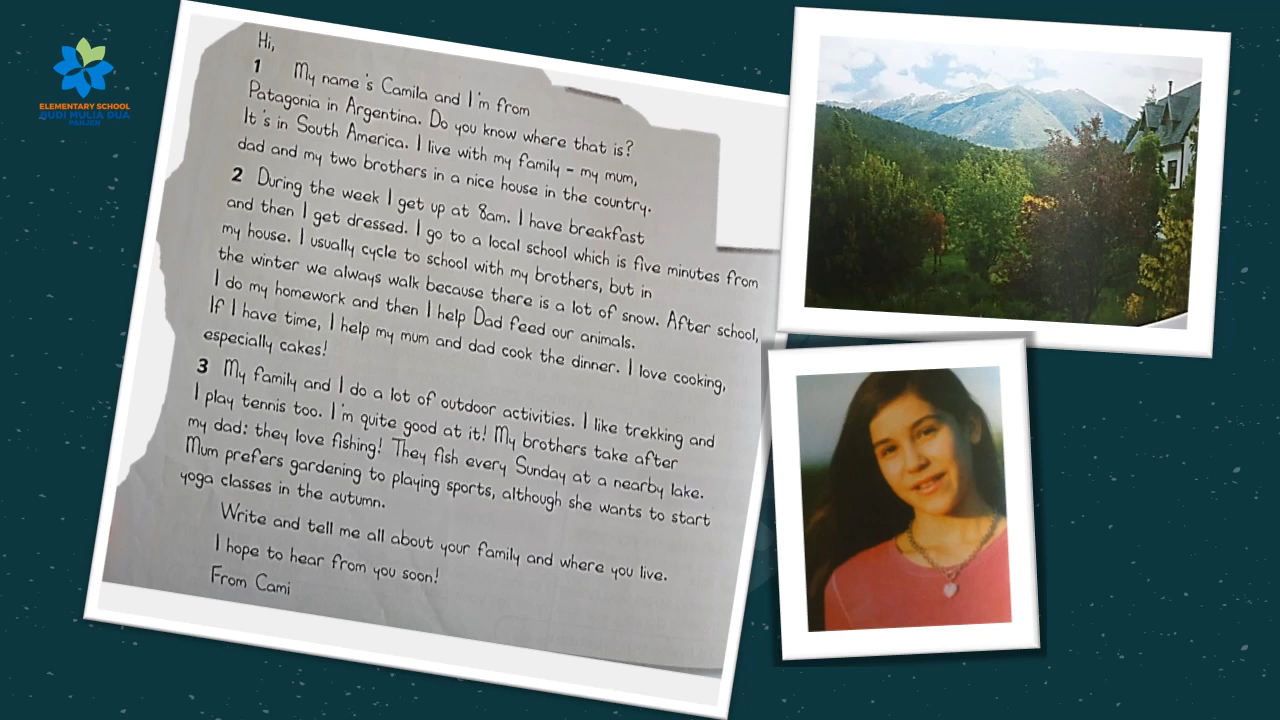 ELEMENTARY SCHOOL
BUDI MULIA DUA
PANJEN
Hi,
1 My name's Camila and I'm from
Patagonia in Argentina. Do you know where that is?
It's in South America. I live with my family – my mum,
dad and my two brothers in a nice house in the country.
2 During the week I get up at 8am. I have breakfast
and then I get dressed. I go to a local school which is five minutes from
my house. I usually cycle to school with my brothers, but in
the winter we always walk because there is a lot of snow. After school,
I do my homework and then I help Dad feed our animals.
If I have time, I help my mum and dad cook the dinner. I love cooking,
especially cakes!
3 My family and I do a lot of outdoor activities. I like trekking and
I play tennis too. I'm quite good at it! My brothers take after
my dad: they love fishing! They fish every Sunday at a nearby lake.
Mum prefers gardening to playing sports, although she wants to start
yoga classes in the autumn.
Write and tell me all about your family and where you live.
I hope to hear from you soon!
From Cami